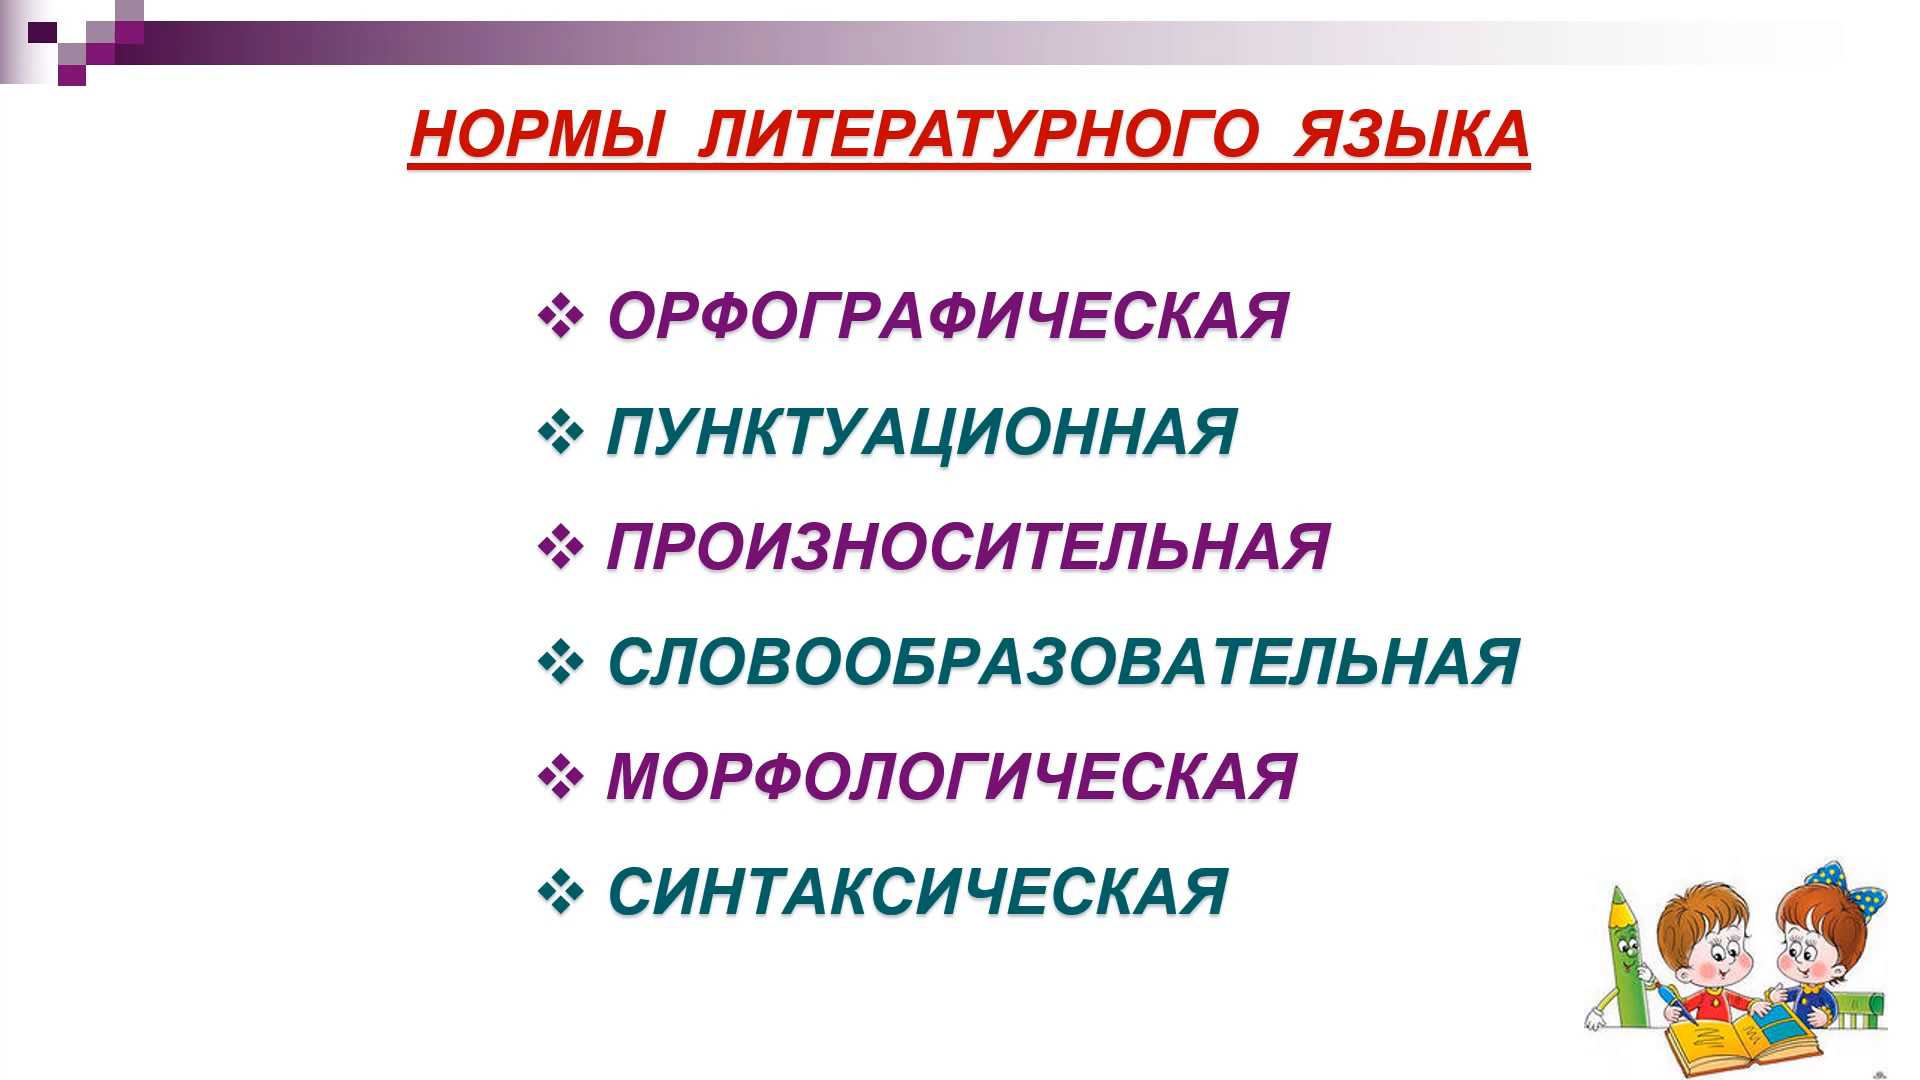 НОРМЫ ЛИТЕРАТУРНОГО ЯЗЫКА
ОРФОГРАФИЧЕСКАЯ
ПУНКТУАЦИОННАЯ
ПРОИЗНОСИТЕЛЬНАЯ
СЛОВООБРАЗОВАТЕЛЬНАЯ
МОРФОЛОГИЧЕСКАЯ
СИНТАКСИЧЕСКАЯ